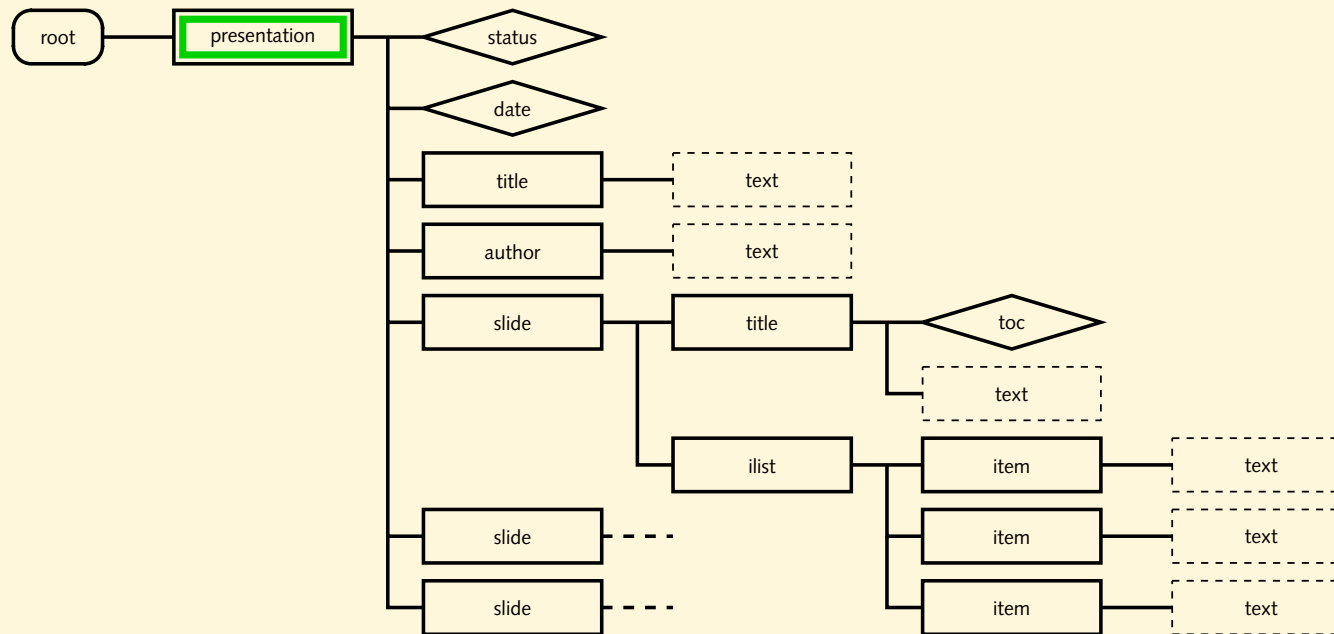 root presentation status
date
title text
author text
slide title toc
text
ilist item text
slide item text
slide item text